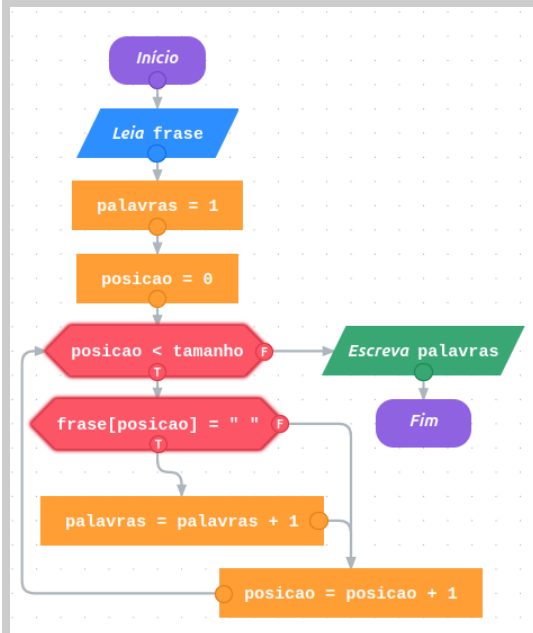 Início
Leia frase
palavras = 1
posicao = 0
posicao < tamanho
F
T
Escreva palavras
Fim
frase[posicao] = " "
F
T
palavras = palavras + 1
posicao = posicao + 1